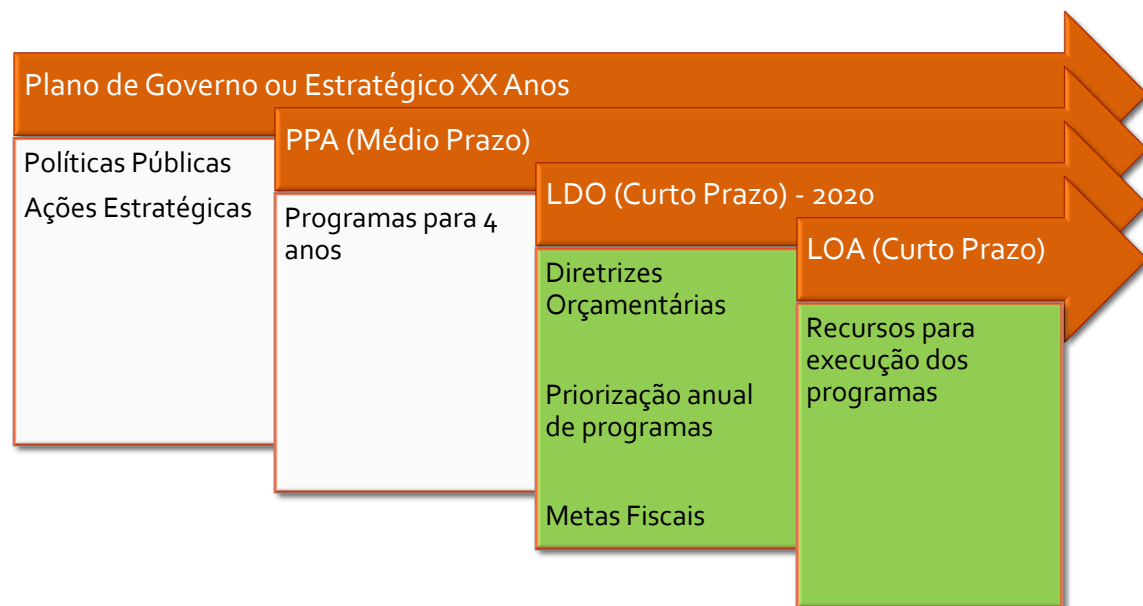 Plano de Governo ou Estratégico XX Anos
Políticas Públicas
Ações Estratégicas
PPA (Médio Prazo)
Programas para 4
anos
LDO (Curto Prazo) - 2020
Diretrizes
Orçamentárias
Priorização anual
de programas
Metas Fiscais
LOA (Curto Prazo)
Recursos para
execução dos
programas